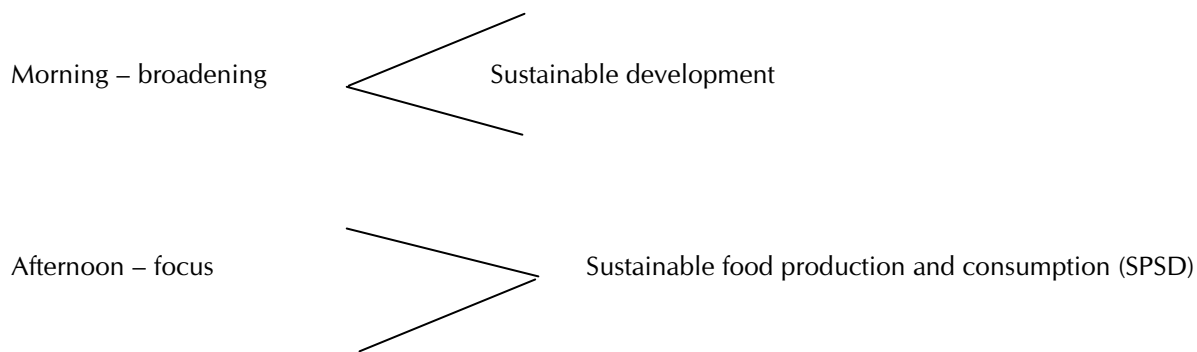 Morning – broadening Sustainable development
Afternoon – focus Sustainable food production and consumption (SPSD)